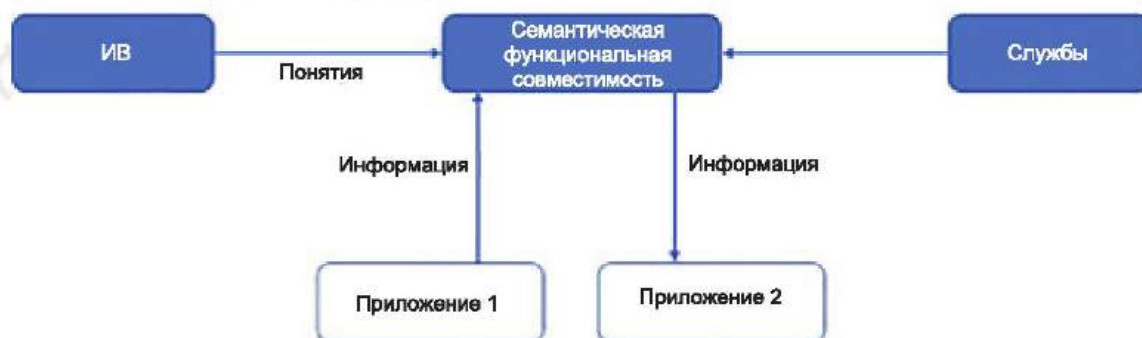 ИВ
Семантическая
функциональная
совместимость
Службы
Понятия
Информация
Информация
Приложение 1
Приложение 2